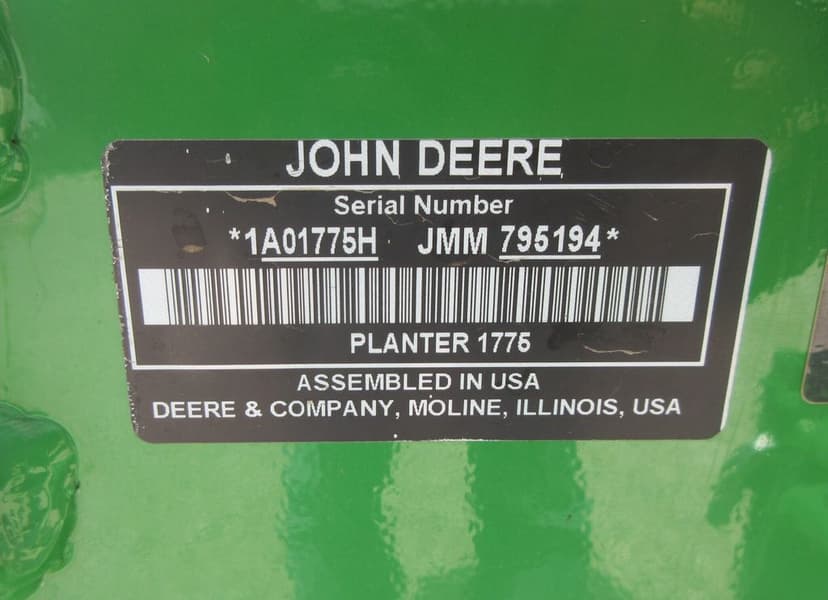 JOHN DEERE
Serial Number
*1A01775H JMM 795194*
PLANTER 1775
ASSEMBLED IN USA
DEERE & COMPANY, MOLINE, ILLINOIS, USA